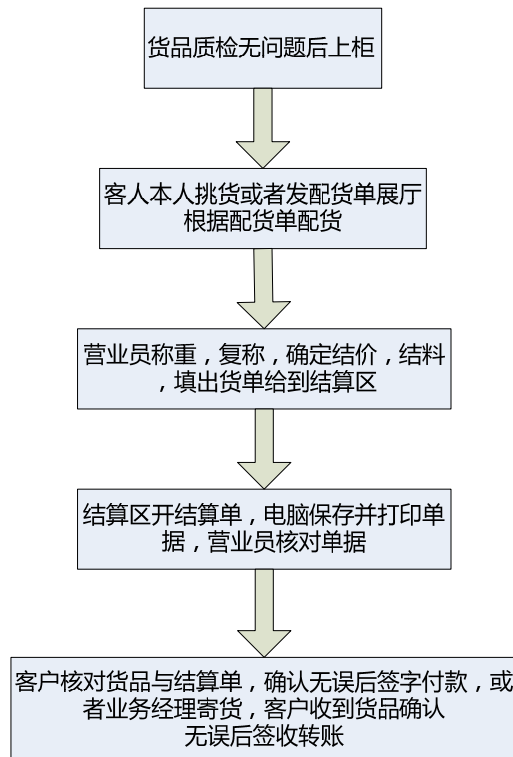 货品质检无问题后上柜
客人本人挑货或者发配货单展厅
根据配货单配货
营业员称重，复称，确定结价，结料
，填出货单给到结算区
结算区开结算单，电脑保存并打印单
据，营业员核对单据
客户核对货品与结算单，确认无误后签字付款，或
者业务经理寄货，客户收到货品确认
无误后签收转账